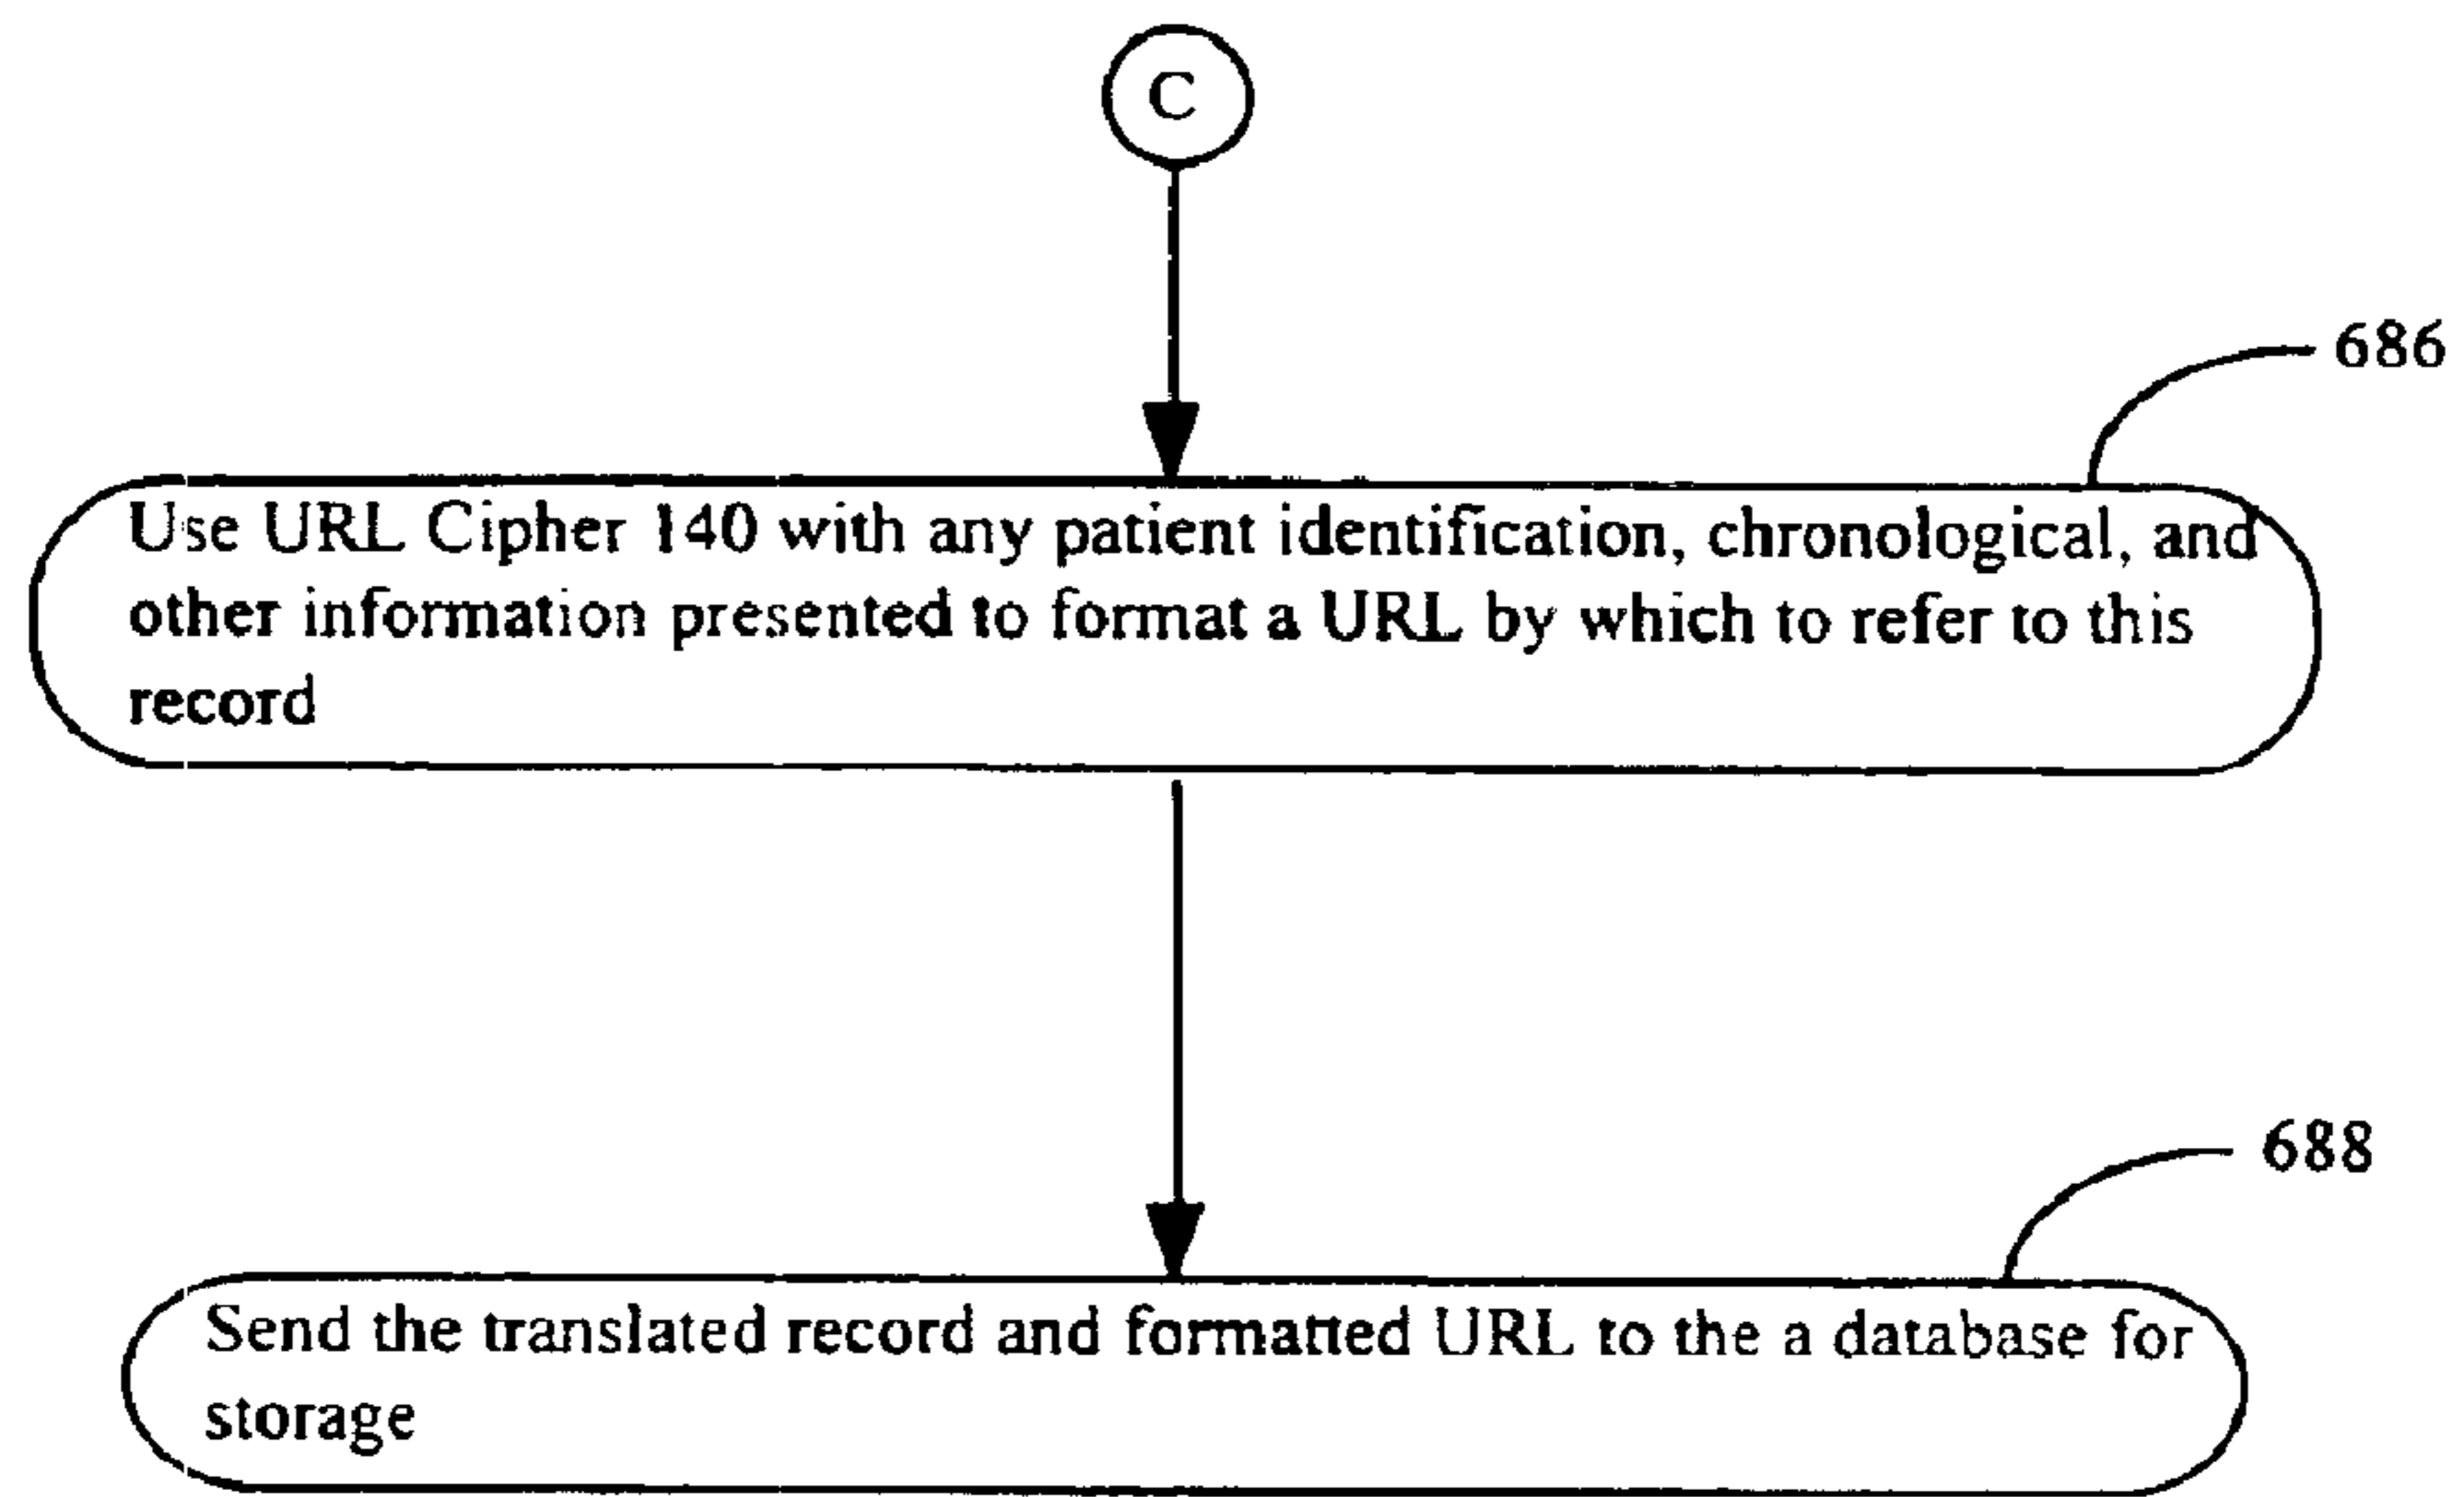 C
686
Use URL Cipher 140 with any patient identification, chronological, and
other information presented to format a URL by which to refer to this
record
688
Send the translated record and formatted URL to the a database for
storage